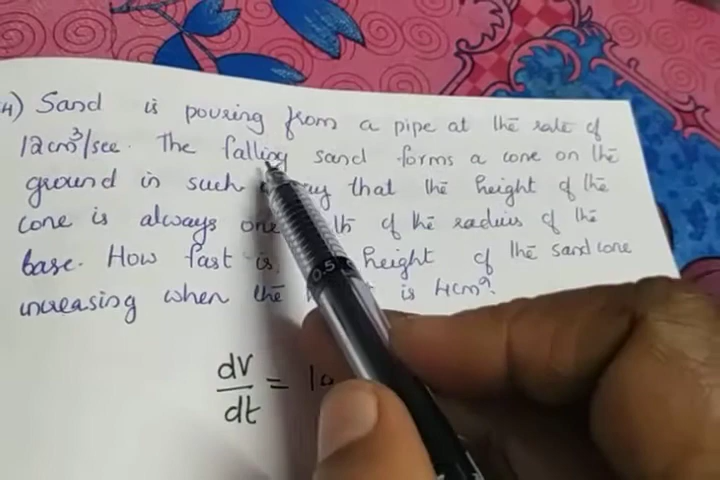 4) Sand is pouring from a pipe at the rate of
12cm³/sec. The falling sand forms a cone on the
ground in such that the height of the
cone is always one th of the radius of the
base. How fast is height of the sand cone
increasing when the is 4cm?
dV/dt =